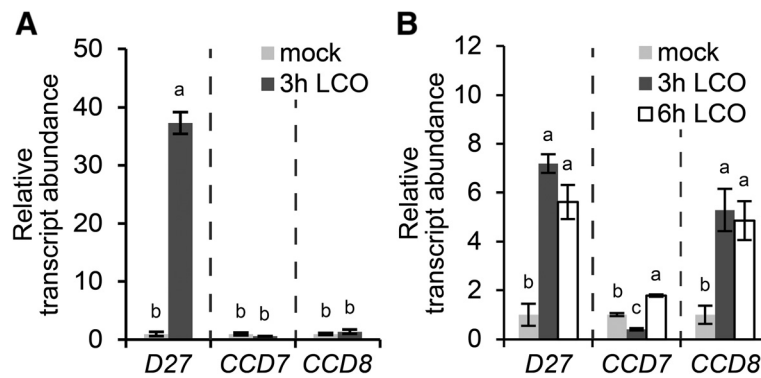 A
Relative
transcript abundance
50
40
30
20
10
0
mock
3h LCO
a
b
b
b
b
b
D27
CCD7
CCD8
B
Relative
transcript abundance
12
10
8
6
4
2
0
mock
3h LCO
6h LCO
b
a
a
b
c
a
b
a
a
D27
CCD7
CCD8